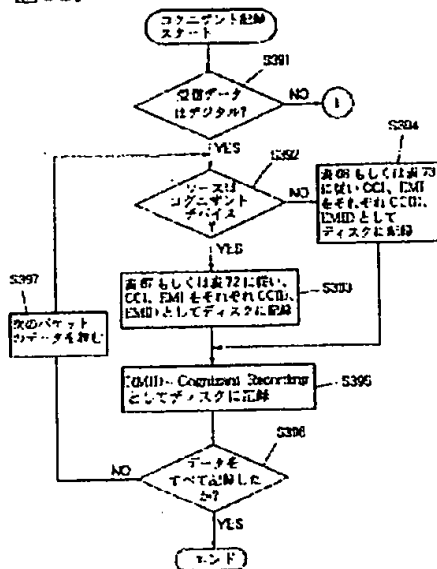 コグニザント記録
スタート
S391
受信データ
はデジタル?
NO
1
YES
S392
ソースは
コグニザント
デバイス
?
NO
S394
表68もしくは表73
に従いCCI、EMI
をそれぞれCCID、
EMIDとして
ディスクに記録
YES
S393
表67もしくは表72に従い、
CCI、EMIをそれぞれCCID、
EMIDとしてディスクに記録
S397
次のパケット
のデータを
Cognizant Recording
としてディスクに記録
S395
S396
データを
すべて記録した
か?
NO
YES
エンド